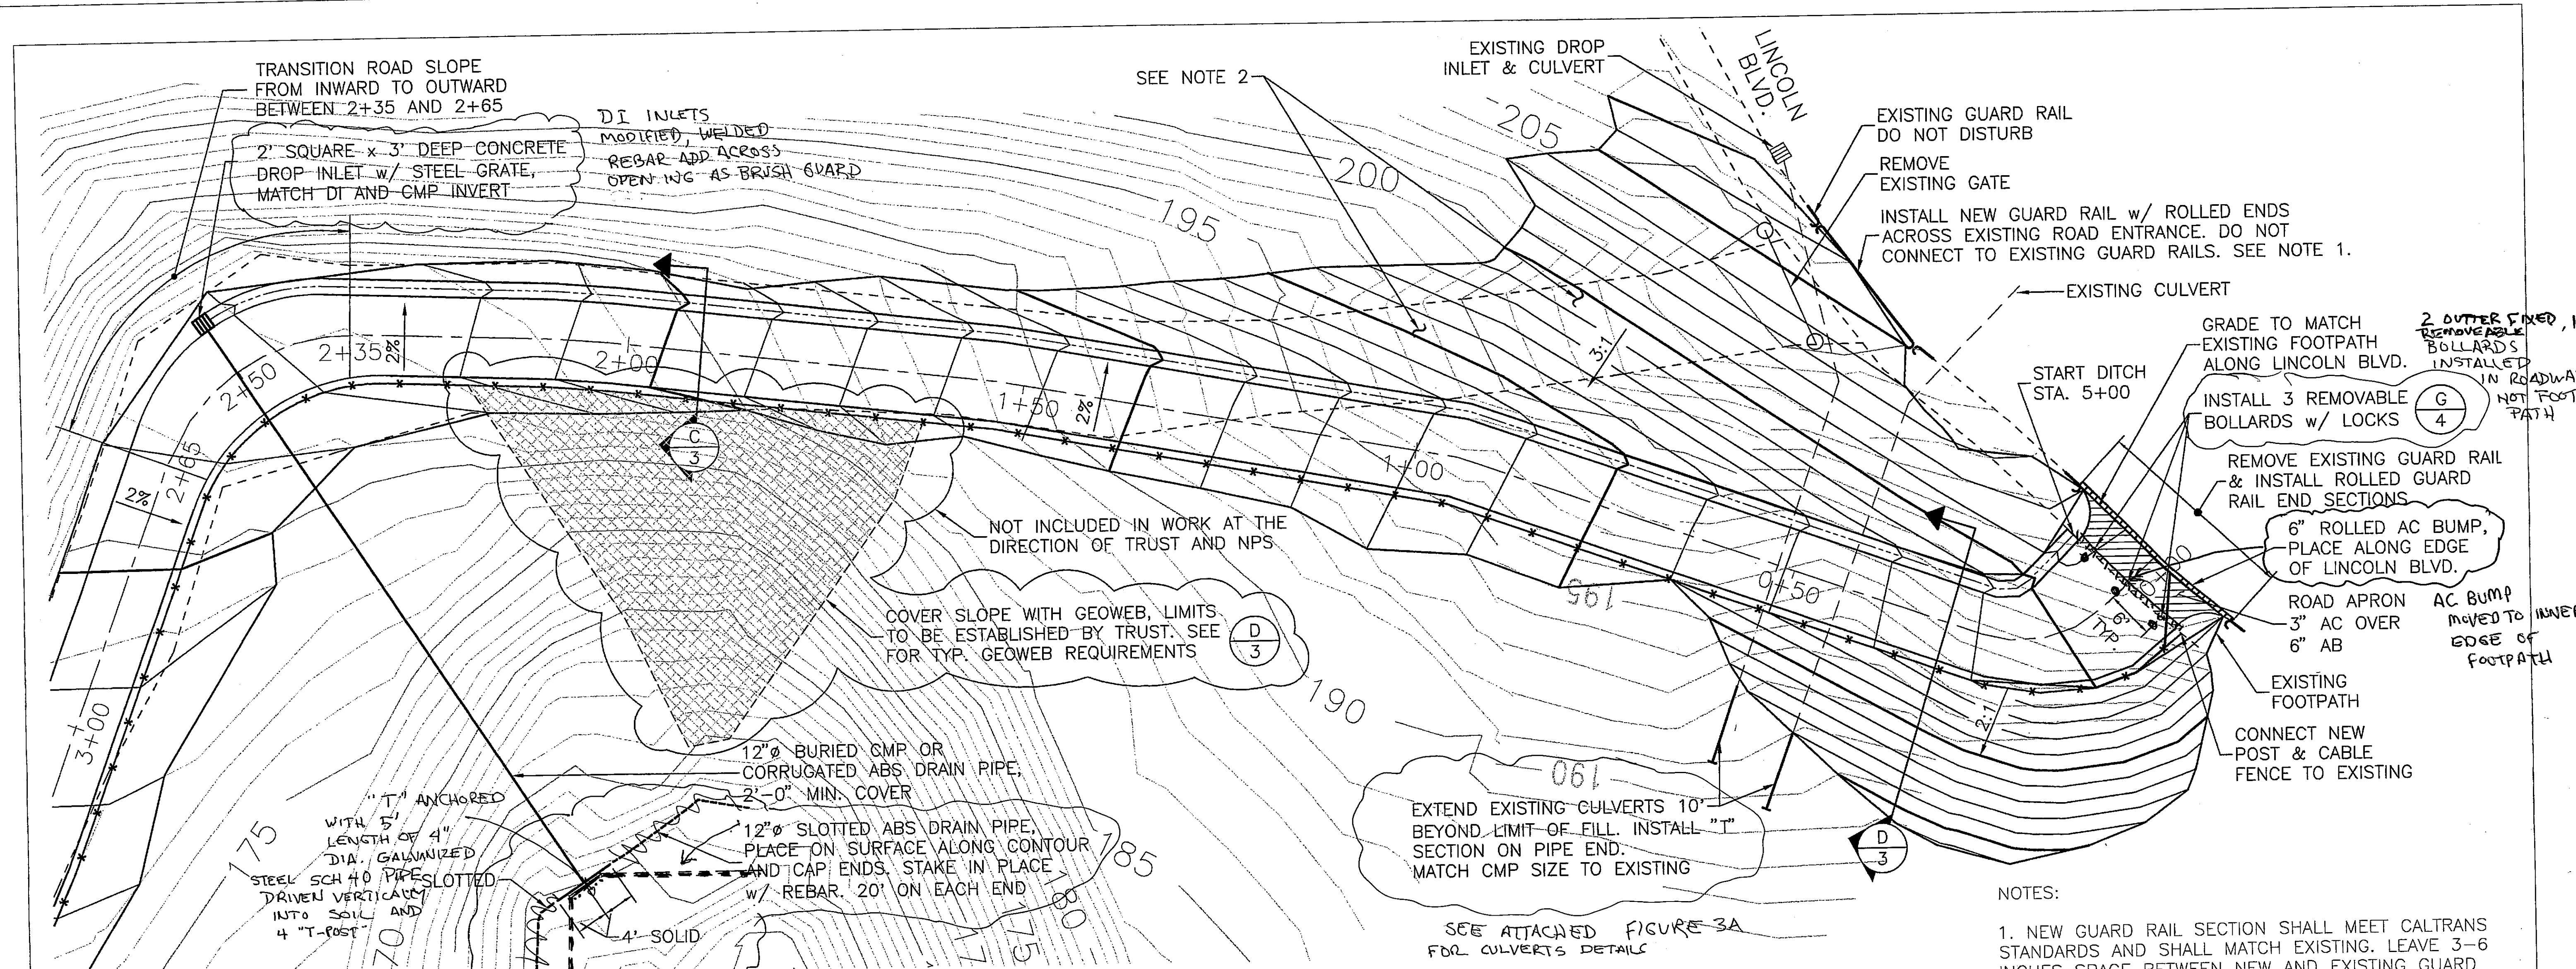 TRANSITION ROAD SLOPE
FROM INWARD TO OUTWARD
BETWEEN 2+35 AND 2+65
2' SQUARE x 3' DEEP CONCRETE
DROP INLET w/ STEEL GRATE,
MATCH DI AND CMP INVERT
DI INLETS
MODIFIED, WELDED
REBAR ADD ACROSS
OPENING AS BRUSH GUARD
SEE NOTE 2
EXISTING DROP
INLET & CULVERT
LINCOLN
BLVD.
EXISTING GUARD RAIL
DO NOT DISTURB
REMOVE
EXISTING GATE
INSTALL NEW GUARD RAIL w/ ROLLED ENDS
ACROSS EXISTING ROAD ENTRANCE. DO NOT
CONNECT TO EXISTING GUARD RAILS. SEE NOTE 1.
EXISTING CULVERT
205
200
195
3:1
GRADE TO MATCH
EXISTING FOOTPATH
ALONG LINCOLN BLVD.
2 OUTTER FIXED,
REMOVEABLE
BOLLARDS
INSTALLED
IN ROADWA
NOT FOOT
PATH
START DITCH
STA. 5+00
INSTALL 3 REMOVABLE
BOLLARDS w/ LOCKS
G
4
REMOVE EXISTING GUARD RAIL
& INSTALL ROLLED GUARD
RAIL END SECTIONS
6" ROLLED AC BUMP,
PLACE ALONG EDGE
OF LINCOLN BLVD.
ROAD APRON
3" AC OVER
6" AB
AC BUMP
MOVED TO INNER
EDGE OF
FOOTPATH
EXISTING
FOOTPATH
CONNECT NEW
POST & CABLE
FENCE TO EXISTING
2+35
2%
2+00
2+50
2+65
2%
3+00
1+50
2%
1+00
0+50
6'
TYP.
2:1
C
3
NOT INCLUDED IN WORK AT THE
DIRECTION OF TRUST AND NPS
COVER SLOPE WITH GEOWEB, LIMITS
TO BE ESTABLISHED BY TRUST. SEE
FOR TYP. GEOWEB REQUIREMENTS
D
3
195
190
190
12"ø BURIED CMP OR
CORRUGATED ABS DRAIN PIPE,
2'-0" MIN. COVER
12"ø SLOTTED ABS DRAIN PIPE,
PLACE ON SURFACE ALONG CONTOUR
AND CAP ENDS. STAKE IN PLACE
w/ REBAR. 20' ON EACH END
"T" ANCHORED
WITH 5'
LENGTH OF 4"
DIA. GALVANIZED
STEEL SCH 40 PIPE
DRIVEN VERTICALLY
INTO SOIL AND
4 "T-POST"
SLOTTED
4' SOLID
175
185
180
175
EXTEND EXISTING CULVERTS 10'
BEYOND LIMIT OF FILL. INSTALL "T"
SECTION ON PIPE END.
MATCH CMP SIZE TO EXISTING
SEE ATTACHED FIGURE 3A
FOR CULVERTS DETAILS
D
3
NOTES:
1. NEW GUARD RAIL SECTION SHALL MEET CALTRANS
STANDARDS AND SHALL MATCH EXISTING. LEAVE 3-6
INCHES SPACE BETWEEN NEW AND EXISTING GUARD